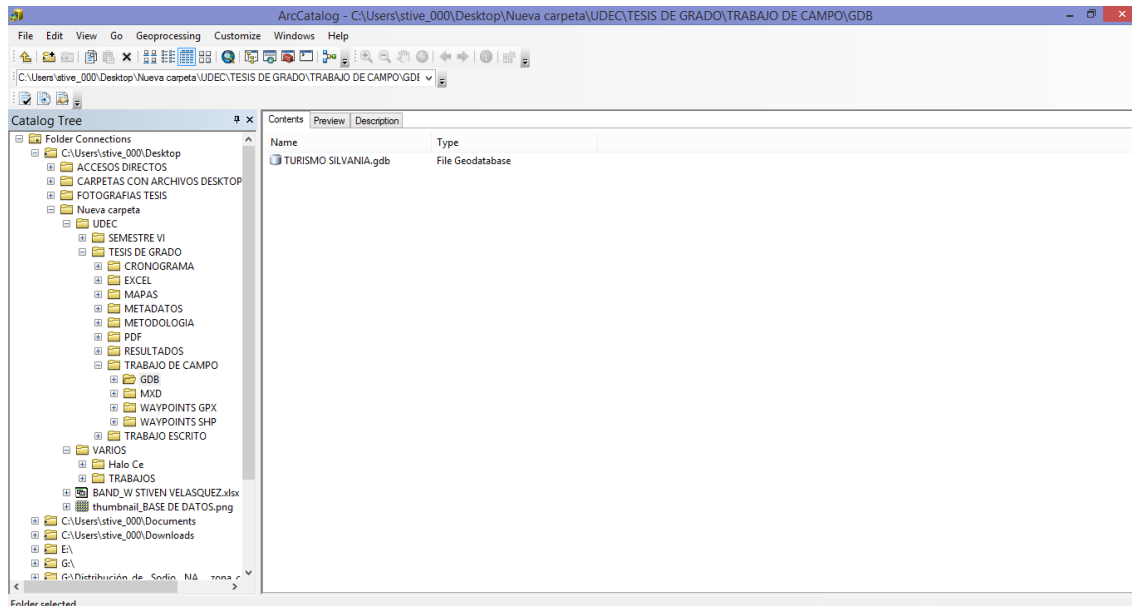 ArcCatalog - C:\Users\stive_000\Desktop\Nueva carpeta\UDEC\TESIS DE GRADO\TRABAJO DE CAMPO\GDB
File Edit View Go Geoprocessing Customize Windows Help
C:\Users\stive_000\Desktop\Nueva carpeta\UDEC\TESIS DE GRADO\TRABAJO DE CAMPO\GDB
Catalog Tree
Contents Preview Description
Name Type
TURISMO SILVANIA.gdb File Geodatabase
Folder Connections
C:\Users\stive_000\Desktop
ACCESOS DIRECTOS
CARPETAS CON ARCHIVOS DESKTOP
FOTOGRAFIAS TESIS
Nueva carpeta
UDEC
SEMESTRE VI
TESIS DE GRADO
CRONOGRAMA
EXCEL
MAPAS
METADATOS
METODOLOGIA
PDF
RESULTADOS
TRABAJO DE CAMPO
GDB
MXD
WAYPOINTS GPX
WAYPOINTS SHP
TRABAJO ESCRITO
VARIOS
Halo Ce
TRABAJOS
BAND_W STIVEN VELASQUEZ.xlsx
thumbnail_BASE DE DATOS.png
C:\Users\stive_000\Documents
C:\Users\stive_000\Downloads
E:\
G:\
G:\Distribución_de_Sodio_NA_ zona_c
Folder selected